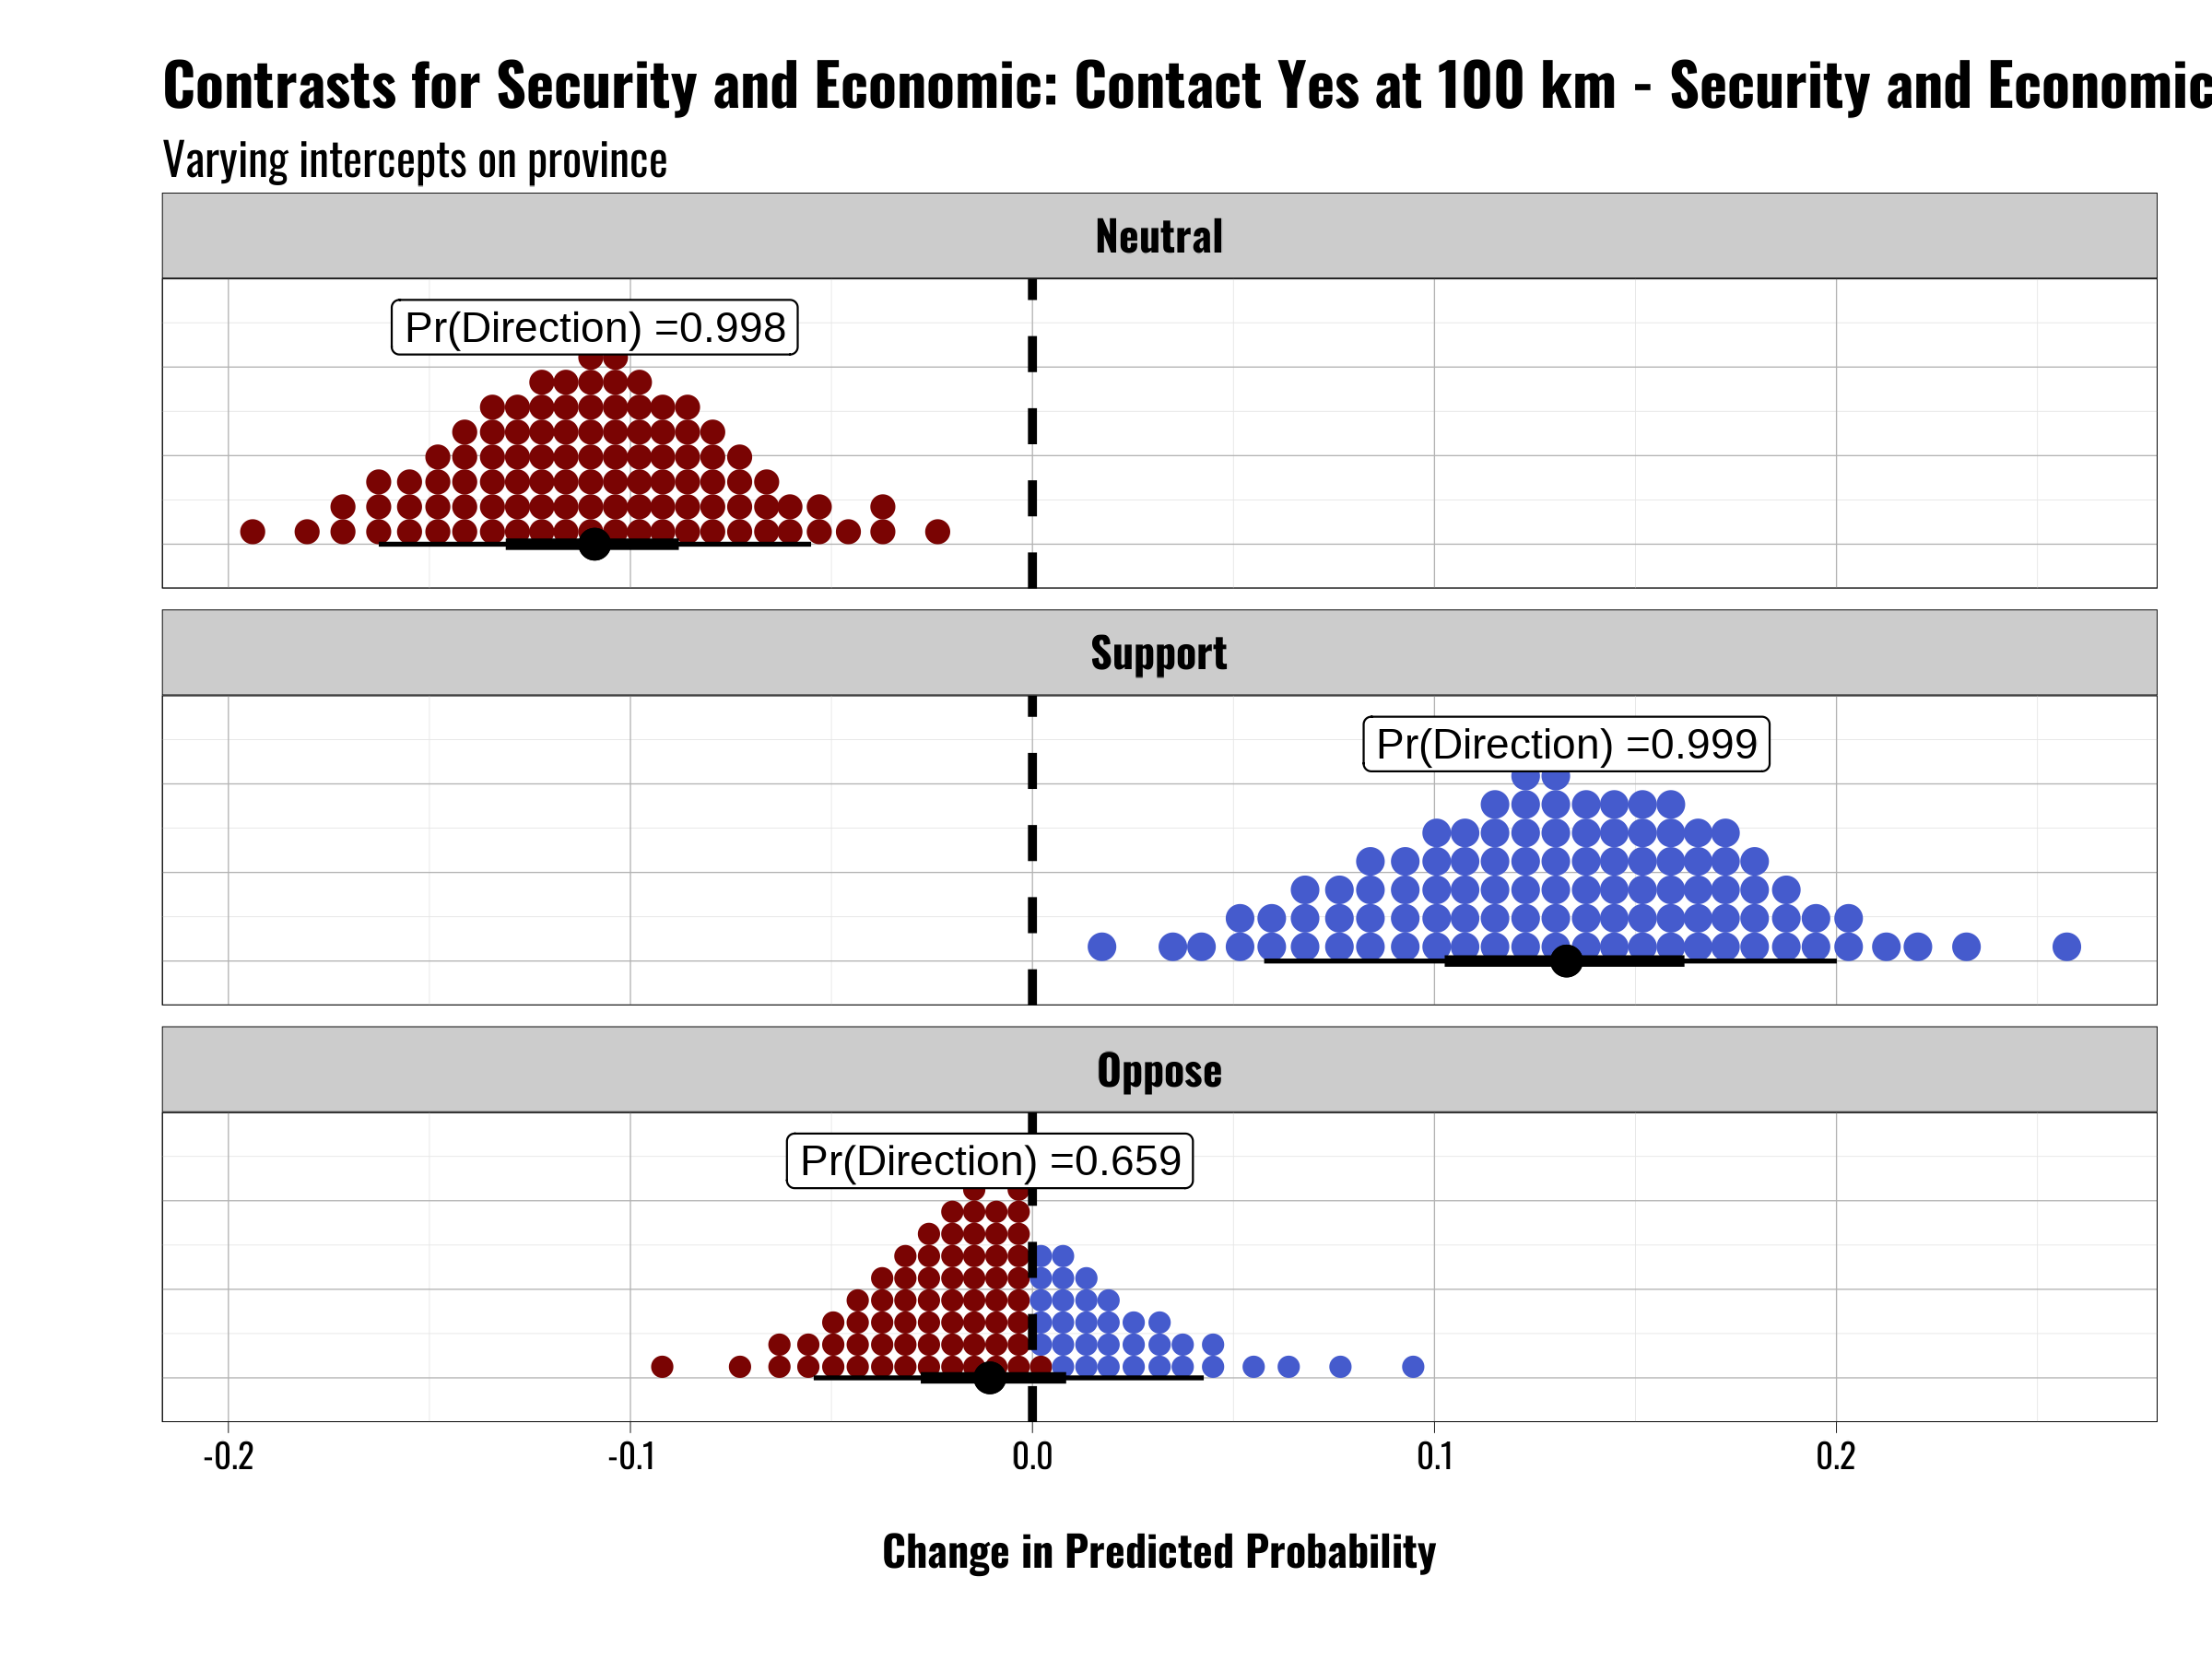 Contrasts for Security and Economic: Contact Yes at 100 km - Security and Economic
Varying intercepts on province
Neutral
Pr(Direction) =0.998
Support
Pr(Direction) =0.999
Oppose
Pr(Direction) =0.659
-0.2 -0.1 0.0 0.1 0.2
Change in Predicted Probability